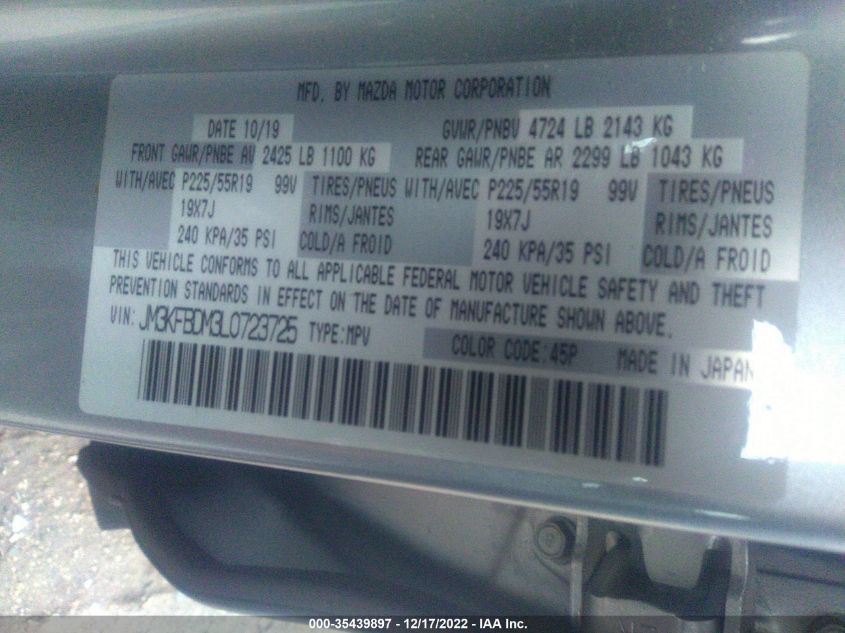 MFD. BY MAZDA MOTOR CORPORATION
DATE 10/19 GVWR/PNBV 4724 LB 2143 KG
FRONT GAWR/PNBE AV 2425 LB 1100 KG REAR GAWR/PNBE AR 2299 LB 1043 KG
WITH/AVEC P225/55R19 99V TIRES/PNEUS WITH/AVEC P225/55R19 99V TIRES/PNEUS
19X7J RIMS/JANTES 19X7J RIMS/JANTES
240 KPA/35 PSI COLD/A FROID 240 KPA/35 PSI COLD/A FROID
THIS VEHICLE CONFORMS TO ALL APPLICABLE FEDERAL MOTOR VEHICLE SAFETY AND THEFT
PREVENTION STANDARDS IN EFFECT ON THE DATE OF MANUFACTURE SHOWN ABOVE.
VIN: JM3KFBDM3L0723725 TYPE:MPV
COLOR CODE:45P MADE IN JAPAN
000-35439897 - 12/17/2022 - IAA Inc.